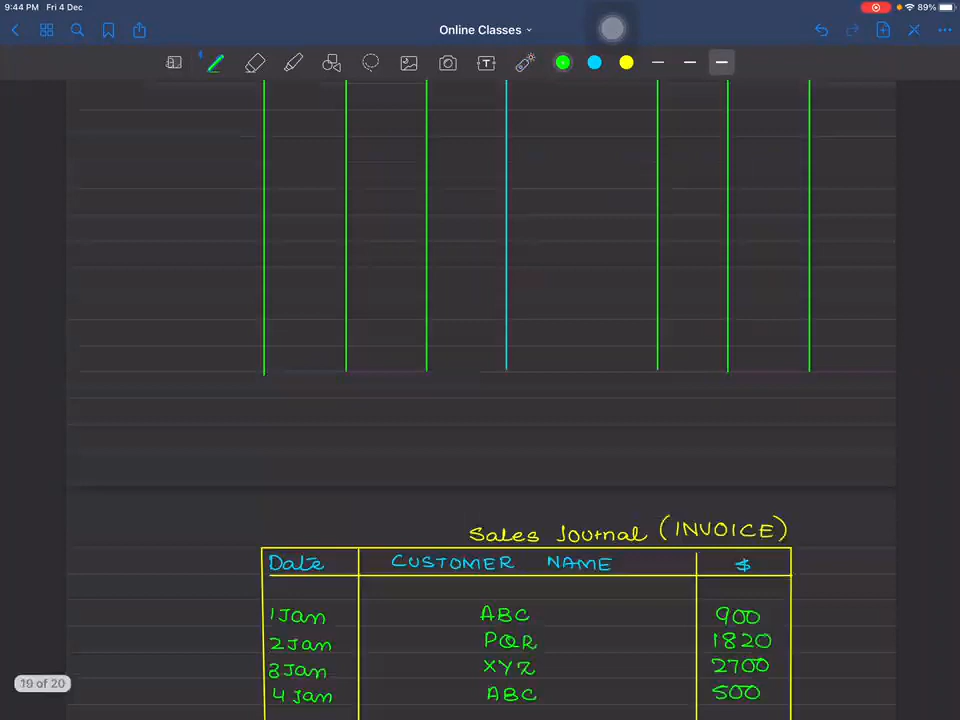 9:44 PM Fri 4 Dec
89%
Online Classes
Sales Journal (INVOICE)
Date CUSTOMER NAME $
1 Jan ABC 900
2 Jan PQR 1820
3 Jan XYZ 2700
4 Jan ABC 500
19 of 20